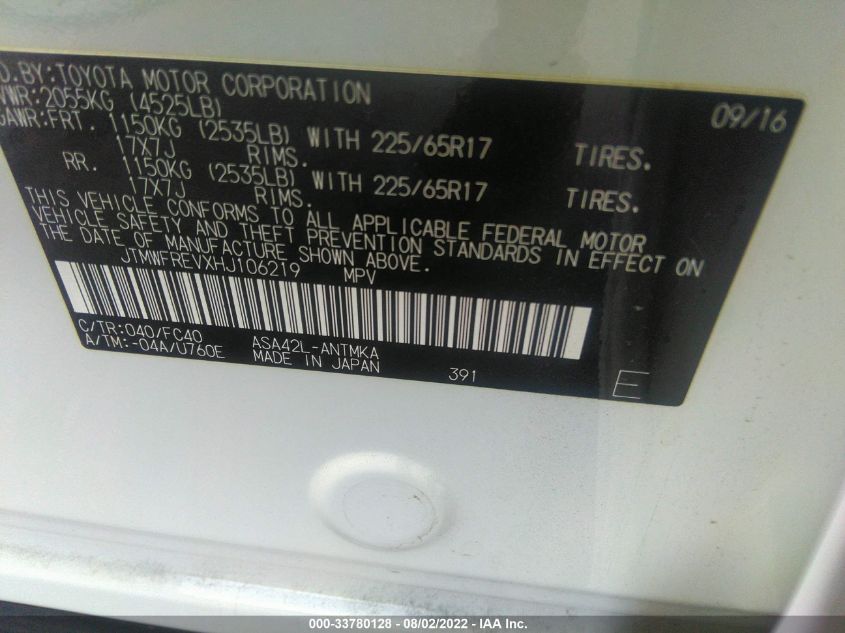 D.BY:TOYOTA MOTOR CORPORATION 09/16
VWR:2055KG (4525LB)
GAWR:FRT. 1150KG (2535LB) WITH 225/65R17 TIRES.
17X7J RIMS.
RR. 1150KG (2535LB) WITH 225/65R17 TIRES.
17X7J RIMS.
THIS VEHICLE CONFORMS TO ALL APPLICABLE FEDERAL MOTOR
VEHICLE SAFETY AND THEFT PREVENTION STANDARDS IN EFFECT ON
THE DATE OF MANUFACTURE SHOWN ABOVE.
JTMWFREVXHJ106219 MPV
C/TR:040/FC40 ASA42L-ANTMKA
A/TM:-04A/U760E MADE IN JAPAN 391 E
000-33780128 - 08/02/2022 - Copyright © IAA, Inc.